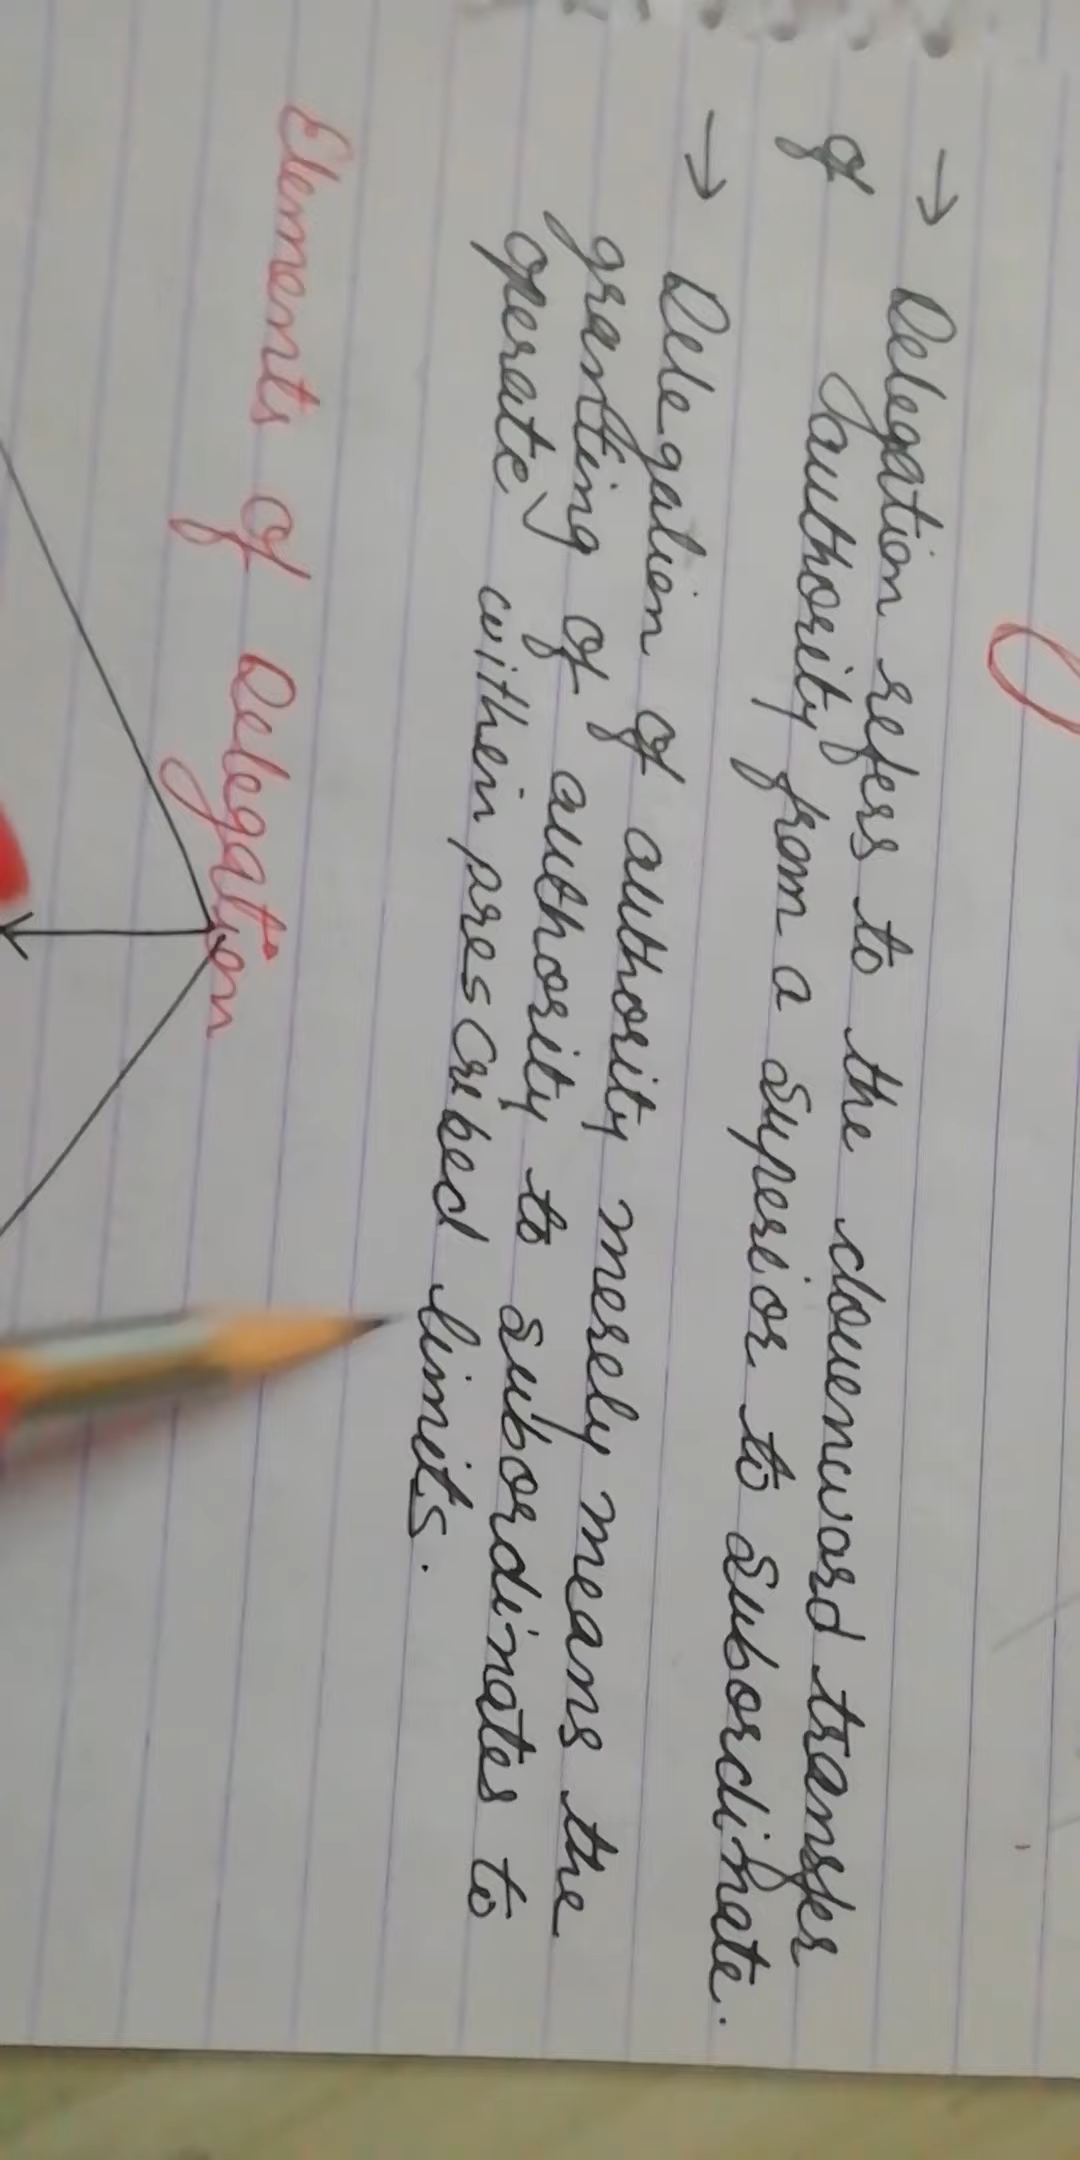 → Delegation refers to the douenward transfer
of authority from a superior to subordinate.
→ Delegation of authority merely means the
granting of authority to subordinates to
operate within prescribed limits.
Elements of Delegation